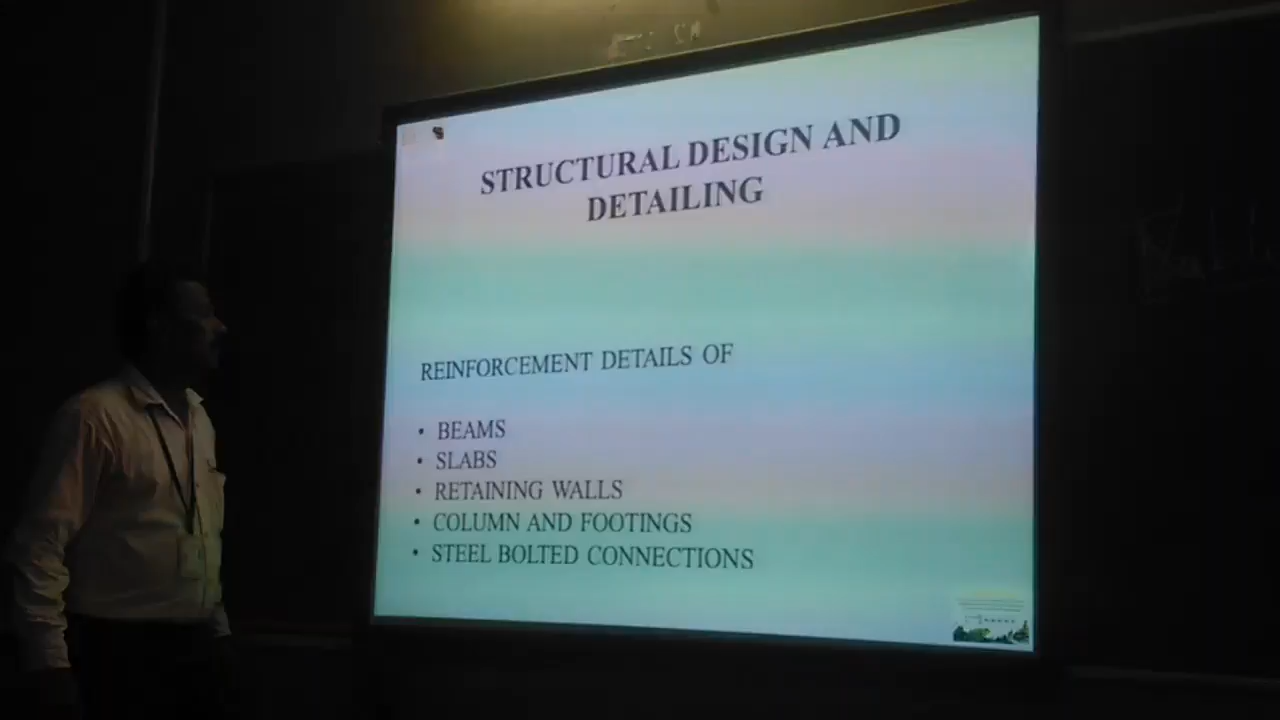 STRUCTURAL DESIGN AND
DETAILING
REINFORCEMENT DETAILS OF
• BEAMS
• SLABS
• RETAINING WALLS
• COLUMN AND FOOTINGS
• STEEL BOLTED CONNECTIONS